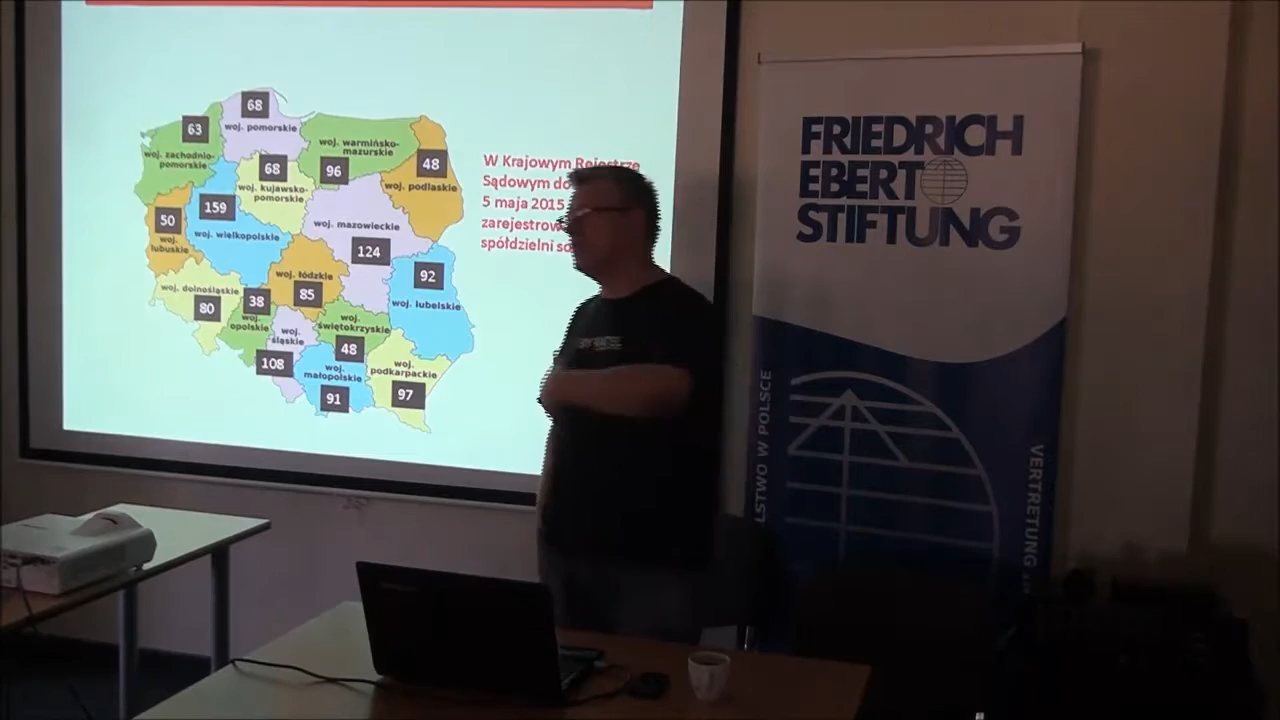 68
woj. pomorskie
63
woj. zachodnio-
pomorskie
woj. warmińsko-
mazurskie
96
48
woj. podlaskie
68
woj. kujawsko-
pomorskie
159
woj. wielkopolskie
50
woj.
lubuskie
woj. mazowieckie
124
92
woj. lubelskie
woj. łódzkie
85
woj. dolnośląskie
80
38
woj.
opolskie
woj.
śląskie
108
woj.
świętokrzyskie
48
woj.
małopolskie
91
woj.
podkarpackie
97
W Krajowym Rejestrze
Sądowym do
5 maja 2015
spółdzielni
FRIEDRICH
EBERT
STIFTUNG
W POLSCE
VERTRETUNG